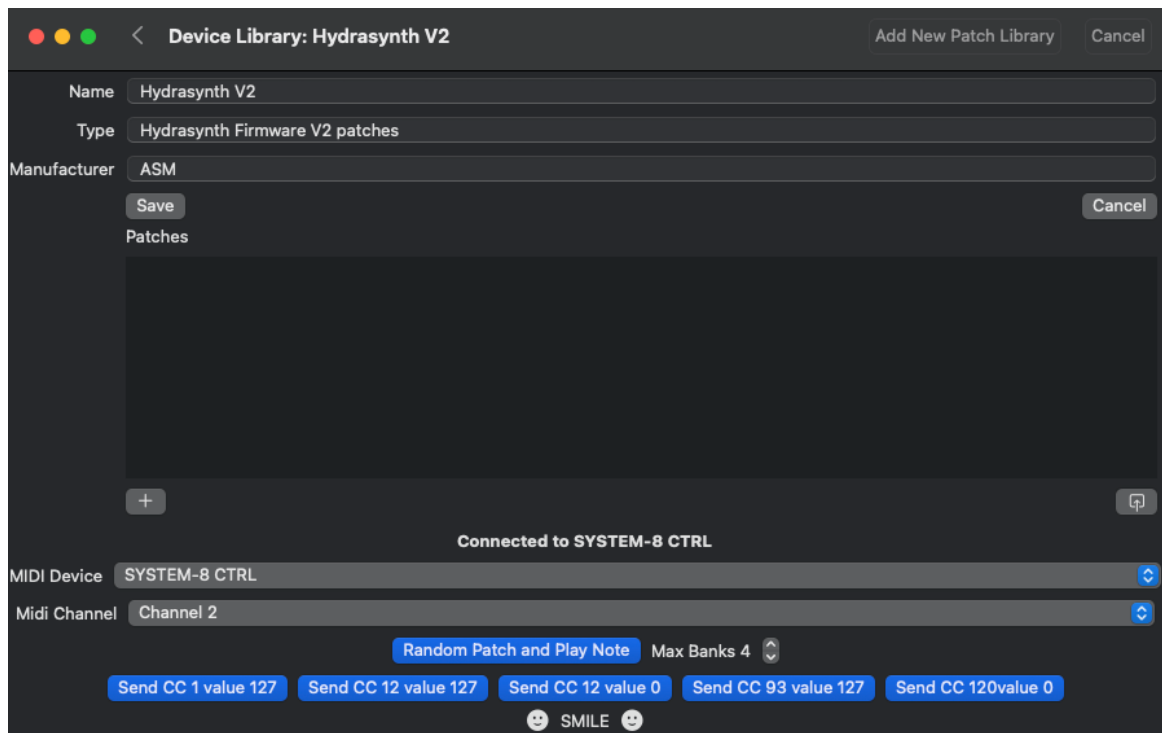 Device Library: Hydrasynth V2 Add New Patch Library Cancel
Name Hydrasynth V2
Type Hydrasynth Firmware V2 patches
Manufacturer ASM
Save Cancel
Patches
Connected to SYSTEM-8 CTRL
MIDI Device SYSTEM-8 CTRL
Midi Channel Channel 2
Random Patch and Play Note Max Banks 4
Send CC 1 value 127 Send CC 12 value 127 Send CC 12 value 0 Send CC 93 value 127 Send CC 120value 0
SMILE